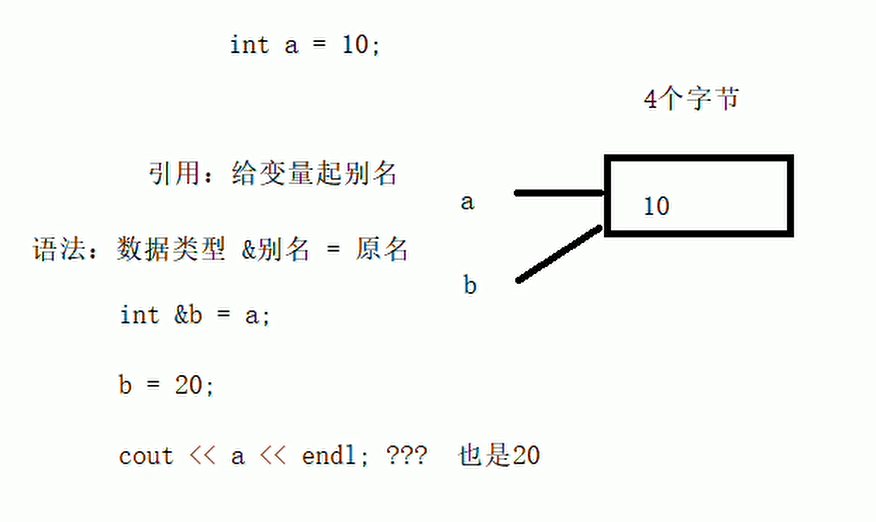 int a = 10;
4个字节
引用：给变量起别名
a
10
语法：数据类型 &别名 = 原名
b
int &b = a;
b = 20;
cout << a << endl; ??? 也是20